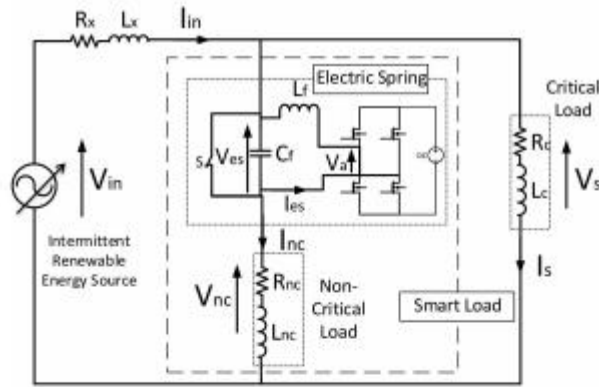 Rx
Lx
Iin
Electric Spring
Lf
Critical
Load
S
Ves
Cf
Va
Rc
Lc
Vs
Vin
Ies
Inc
Is
Intermittent
Renewable
Energy Source
Vnc
Rnc
Lnc
Non-
Critical
Load
Smart Load